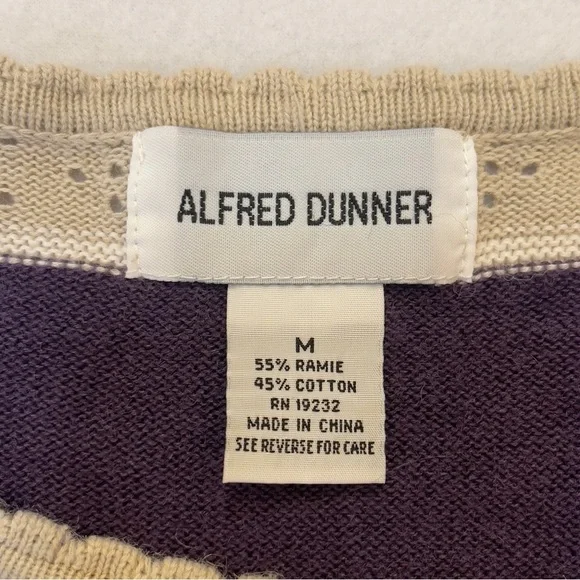 ALFRED DUNNER
M
55% RAMIE
45% COTTON
RN 19232
MADE IN CHINA
SEE REVERSE FOR CARE